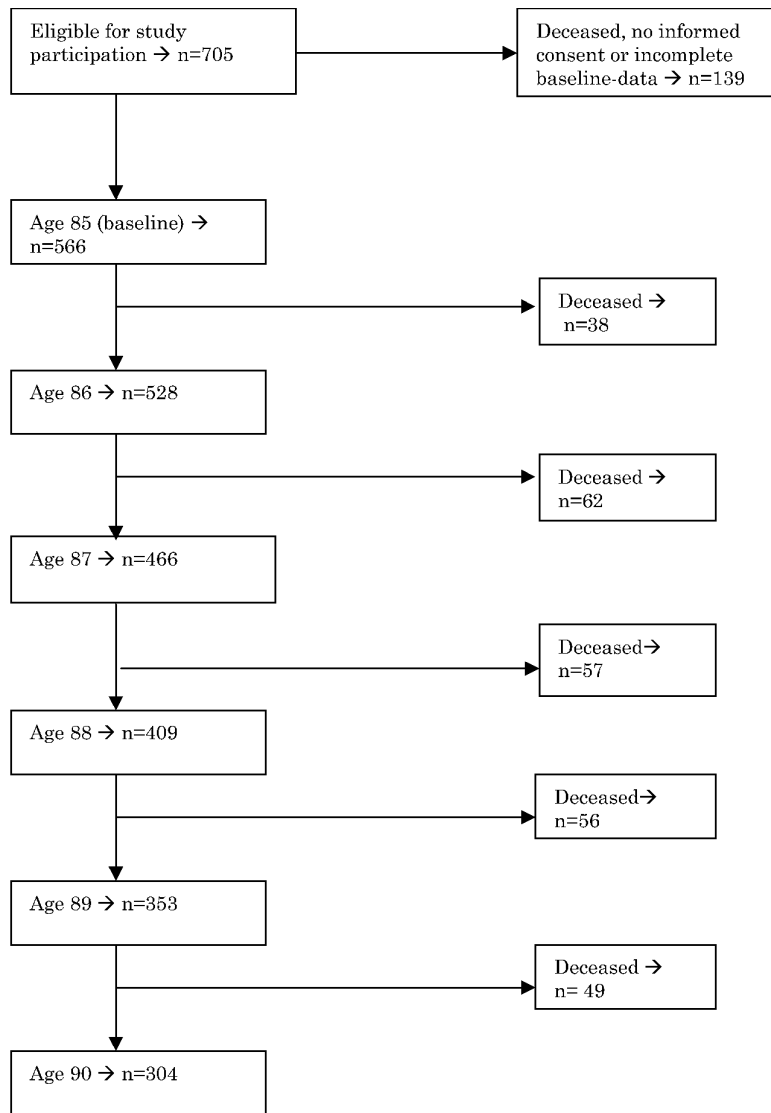 Eligible for study
participation → n=705
Deceased, no informed
consent or incomplete
baseline-data → n=139
Age 85 (baseline) →
n=566
Deceased →
n=38
Age 86 → n=528
Deceased →
n=62
Age 87 → n=466
Deceased→
n=57
Age 88 → n=409
Deceased→
n=56
Age 89 → n=353
Deceased →
n= 49
Age 90 → n=304